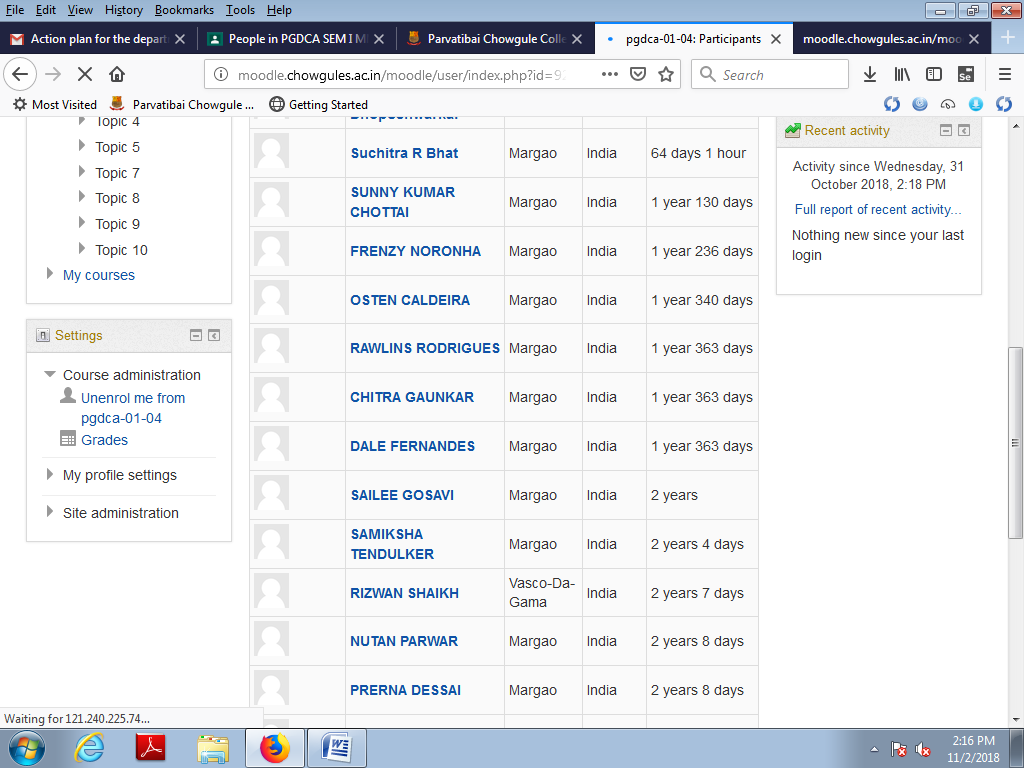 File Edit View History Bookmarks Tools Help
Action plan for the depar
People in PGDCA SEM I M
Parvatibai Chowgule Coll
pgdca-01-04: Participants
moodle.chowgules.ac.in/moo
moodle.chowgules.ac.in/moodle/user/index.php?id=9
Search
Most Visited Parvatibai Chowgule ... Getting Started
Topic 4
Topic 5
Topic 7
Topic 8
Topic 9
Topic 10
My courses
Settings
Course administration
Unenrol me from
pgdca-01-04
Grades
My profile settings
Site administration
Suchitra R Bhat Margao India 64 days 1 hour
SUNNY KUMAR
CHOTTAI Margao India 1 year 130 days
FRENZY NORONHA Margao India 1 year 236 days
OSTEN CALDEIRA Margao India 1 year 340 days
RAWLINS RODRIGUES Margao India 1 year 363 days
CHITRA GAUNKAR Margao India 1 year 363 days
DALE FERNANDES Margao India 1 year 363 days
SAILEE GOSAVI Margao India 2 years
SAMIKSHA
TENDULKER Margao India 2 years 4 days
RIZWAN SHAIKH Vasco-Da-
Gama India 2 years 7 days
NUTAN PARWAR Margao India 2 years 8 days
PRERNA DESSAI Margao India 2 years 8 days
Recent activity
Activity since Wednesday, 31
October 2018, 2:18 PM
Full report of recent activity...
Nothing new since your last
login
Waiting for 121.240.225.74...
2:16 PM
11/2/2018